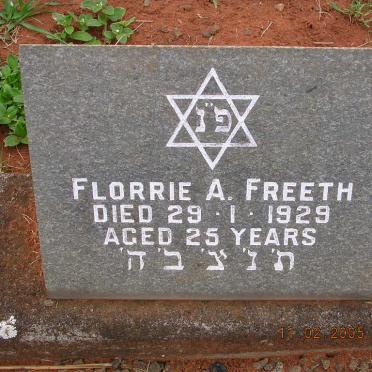 פ״נ
FLORRIE A. FREETH
DIED 29 · 1 · 1929
AGED 25 YEARS
ת׳ נ׳ צ׳ ב׳ ה׳
17 02 2005